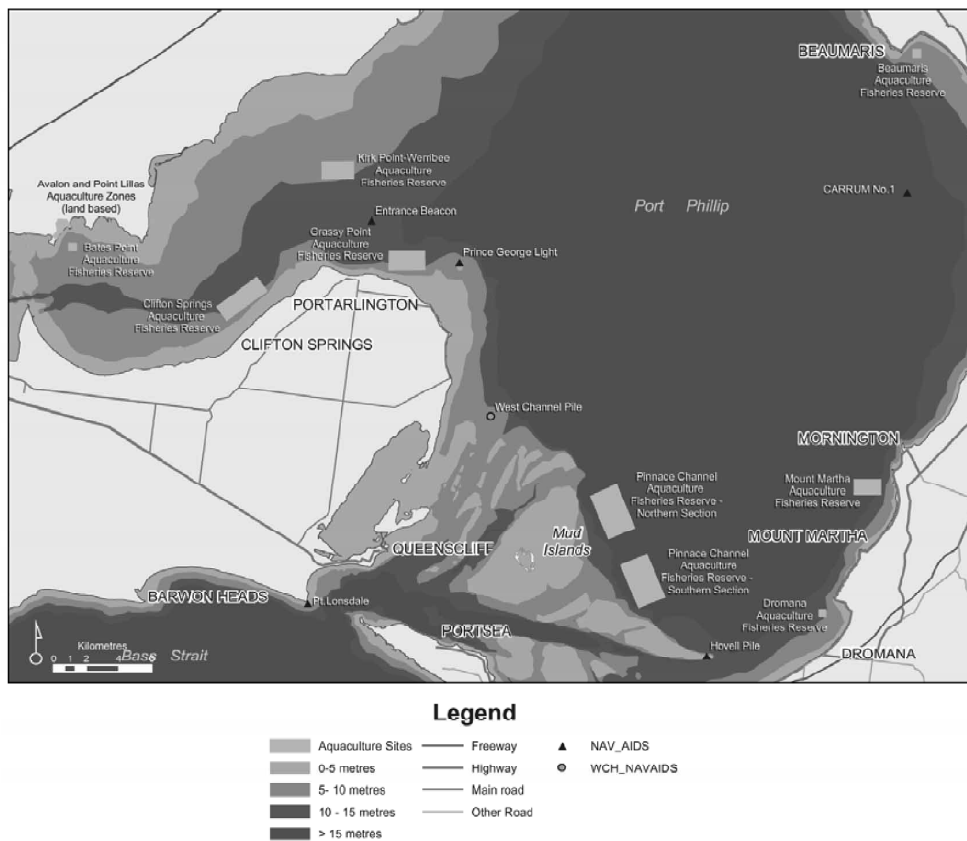 BEAUMARIS
Beaumaris
Aquaculture
Fisheries Reserve
Kirk Point-Werribee
Aquaculture
Fisheries Reserve
Avalon and Point Lillas
Aquaculture Zones
(land based)
CARRUM No.1
Port Phillip
Entrance Beacon
Grassy Point
Aquaculture
Fisheries Reserve
Bates Point
Aquaculture
Fisheries Reserve
Prince George Light
Clifton Springs
Aquaculture
Fisheries Reserve
PORTARLINGTON
CLIFTON SPRINGS
West Channel Pile
MORNINGTON
Pinnace Channel
Aquaculture
Fisheries Reserve -
Northern Section
Mount Martha
Aquaculture
Fisheries Reserve
Mud
Islands
QUEENSCLIFF
MOUNT MARTHA
Pinnace Channel
Aquaculture
Fisheries Reserve -
Southern Section
BARWON HEADS
Pt.Lonsdale
Dromana
Aquaculture
Fisheries Reserve
PORTSEA
Hovell Pile
DROMANA
Kilometres
0 1 2 4 6
Bass Strait
Legend
Aquaculture Sites
0-5 metres
5- 10 metres
10 - 15 metres
> 15 metres
Freeway
Highway
Main road
Other Road
NAV_AIDS
WCH_NAVAIDS